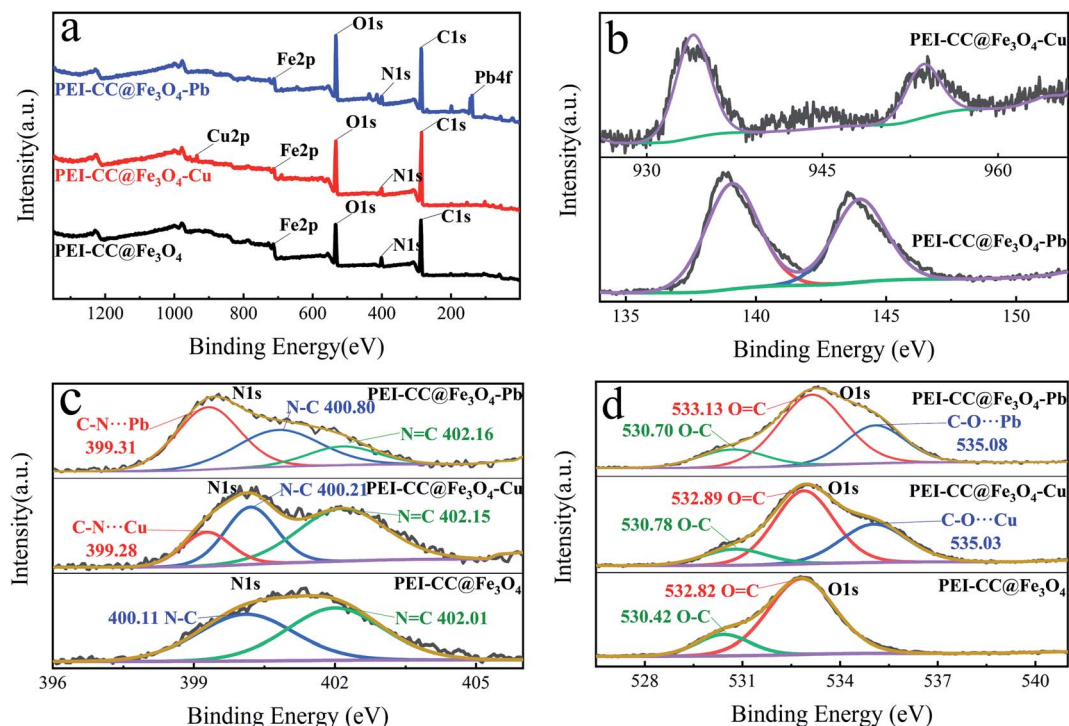 a
O1s
C1s
Fe2p
N1s
Pb4f
PEI-CC@Fe₃O₄-Pb
O1s
C1s
Cu2p
Fe2p
N1s
PEI-CC@Fe₃O₄-Cu
O1s
C1s
Fe2p
N1s
PEI-CC@Fe₃O₄
Intensity(a.u.)
1200 1000 800 600 400 200
Binding Energy(eV)
b
PEI-CC@Fe₃O₄-Cu
930 945 960
PEI-CC@Fe₃O₄-Pb
Intensity(a.u.)
135 140 145 150
Binding Energy (eV)
c
N1s
PEI-CC@Fe₃O₄-Pb
C-N···Pb
399.31
N-C 400.80
N=C 402.16
N1s
N-C 400.21
PEI-CC@Fe₃O₄-Cu
C-N···Cu
399.28
N=C 402.15
N1s
PEI-CC@Fe₃O₄
400.11 N-C
N=C 402.01
Intensity(a.u.)
396 399 402 405
Binding Energy (eV)
d
O1s
PEI-CC@Fe₃O₄-Pb
533.13 O=C
530.70 O-C
C-O···Pb
535.08
O1s
PEI-CC@Fe₃O₄-Cu
532.89 O=C
530.78 O-C
C-O···Cu
535.03
532.82 O=C
O1s
PEI-CC@Fe₃O₄
530.42 O-C
Intensity(a.u.)
528 531 534 537 540
Binding Energy (eV)